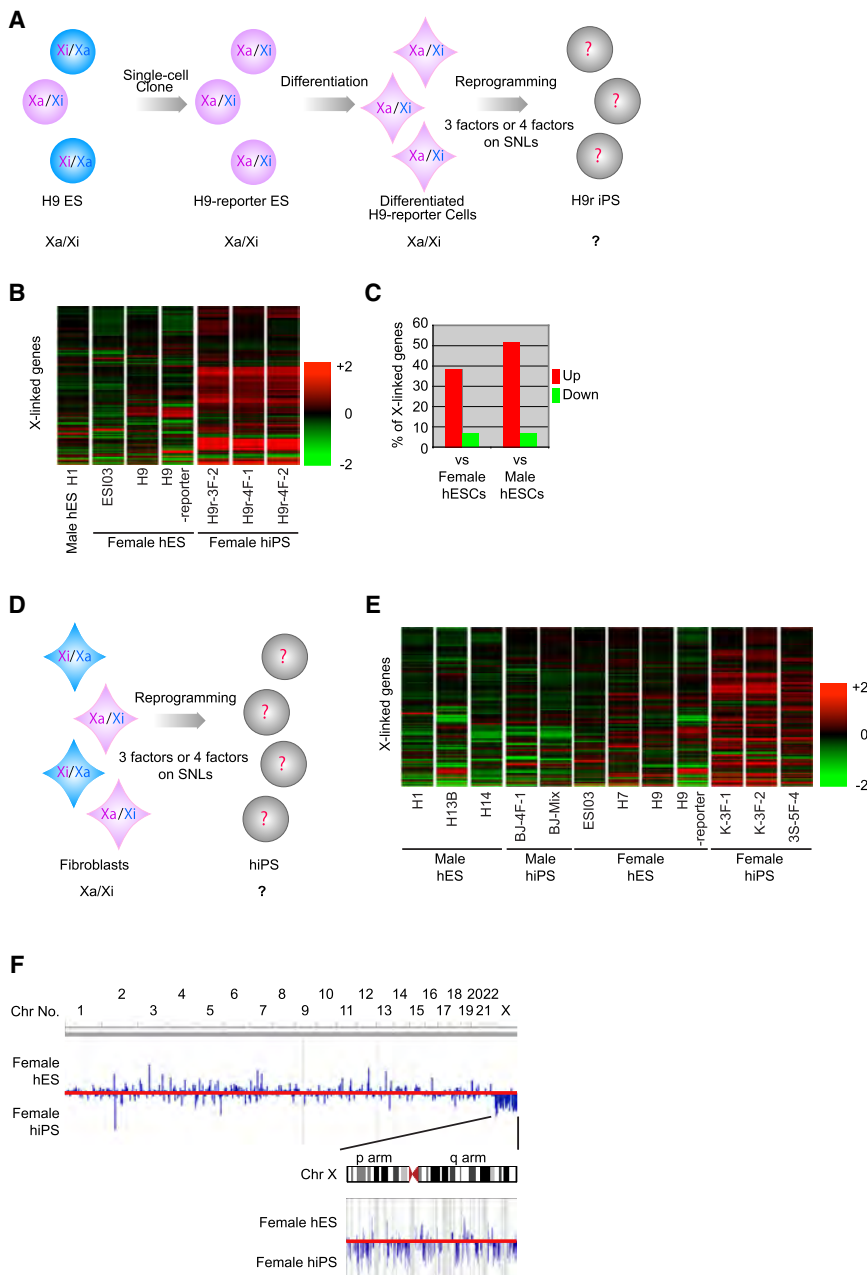 A
Xi/Xa
Xa/Xi
Xi/Xa
H9 ES
Xa/Xi
Single-cell
Clone
Xa/Xi
Xa/Xi
Xa/Xi
H9-reporter ES
Xa/Xi
Differentiation
Xa/Xi
Xa/Xi
Xa/Xi
Differentiated
H9-reporter Cells
Xa/Xi
Reprogramming
3 factors or 4 factors
on SNLs
?
?
?
H9r iPS
?
B
X-linked genes
+2
0
-2
Male hES H1
ESI03
H9
H9
-reporter
H9r-3F-2
H9r-4F-1
H9r-4F-2
Female hES
Female hiPS
C
% of X-linked genes
60
50
40
30
20
10
0
vs
Female
hESCs
vs
Male
hESCs
Up
Down
D
Xi/Xa
Xa/Xi
Xi/Xa
Xa/Xi
Fibroblasts
Xa/Xi
Reprogramming
3 factors or 4 factors
on SNLs
?
?
?
?
hiPS
?
E
X-linked genes
+2
0
-2
H1
H13B
H14
BJ-4F-1
BJ-Mix
ESI03
H7
H9
H9
-reporter
K-3F-1
K-3F-2
3S-5F-4
Male
hES
Male
hiPS
Female
hES
Female
hiPS
F
2 4 6 8 10 12 14 16 18 2022
Chr No. 1 3 5 7 9 11 13 15 17 19 21 X
Female
hES
Female
hiPS
p arm q arm
Chr X
Female hES
Female hiPS